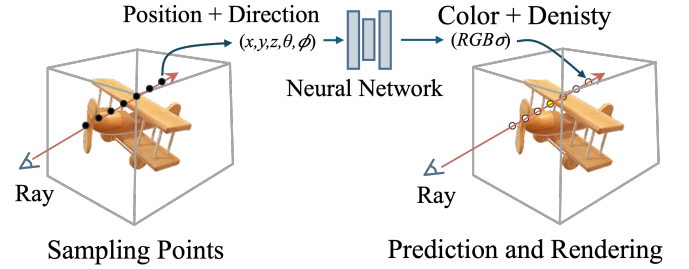 Position + Direction
(x,y,z,θ,ϕ)
Neural Network
Color + Denisty
(RGBσ)
Ray
Ray
Sampling Points
Prediction and Rendering